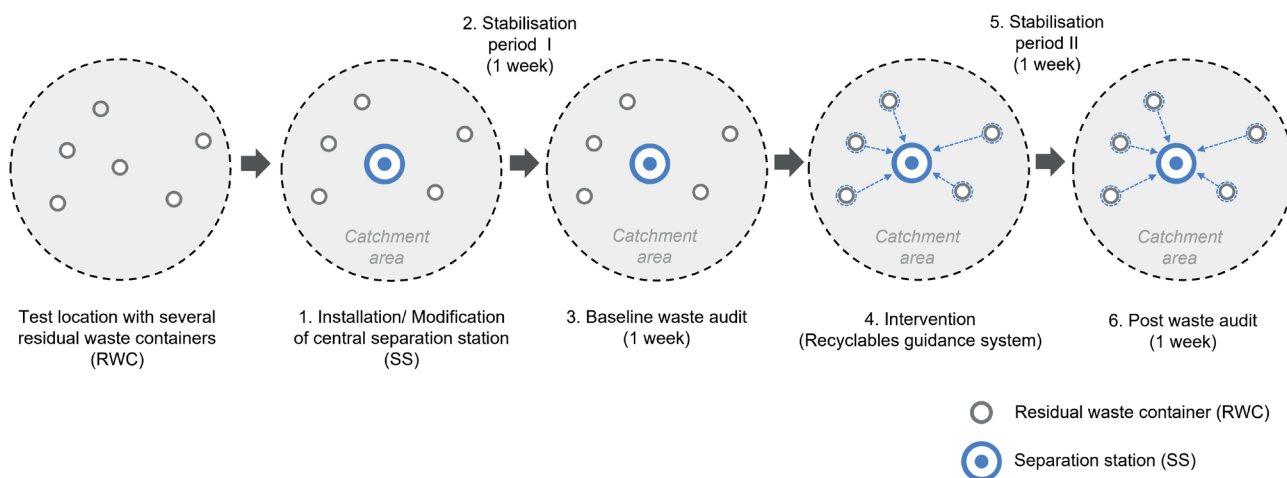 2. Stabilisation
period I
(1 week)
5. Stabilisation
period II
(1 week)
Catchment
area
Catchment
area
Catchment
area
Catchment
area
Test location with several
residual waste containers
(RWC)
1. Installation/ Modification
of central separation station
(SS)
3. Baseline waste audit
(1 week)
4. Intervention
(Recyclables guidance system)
6. Post waste audit
(1 week)
Residual waste container (RWC)
Separation station (SS)